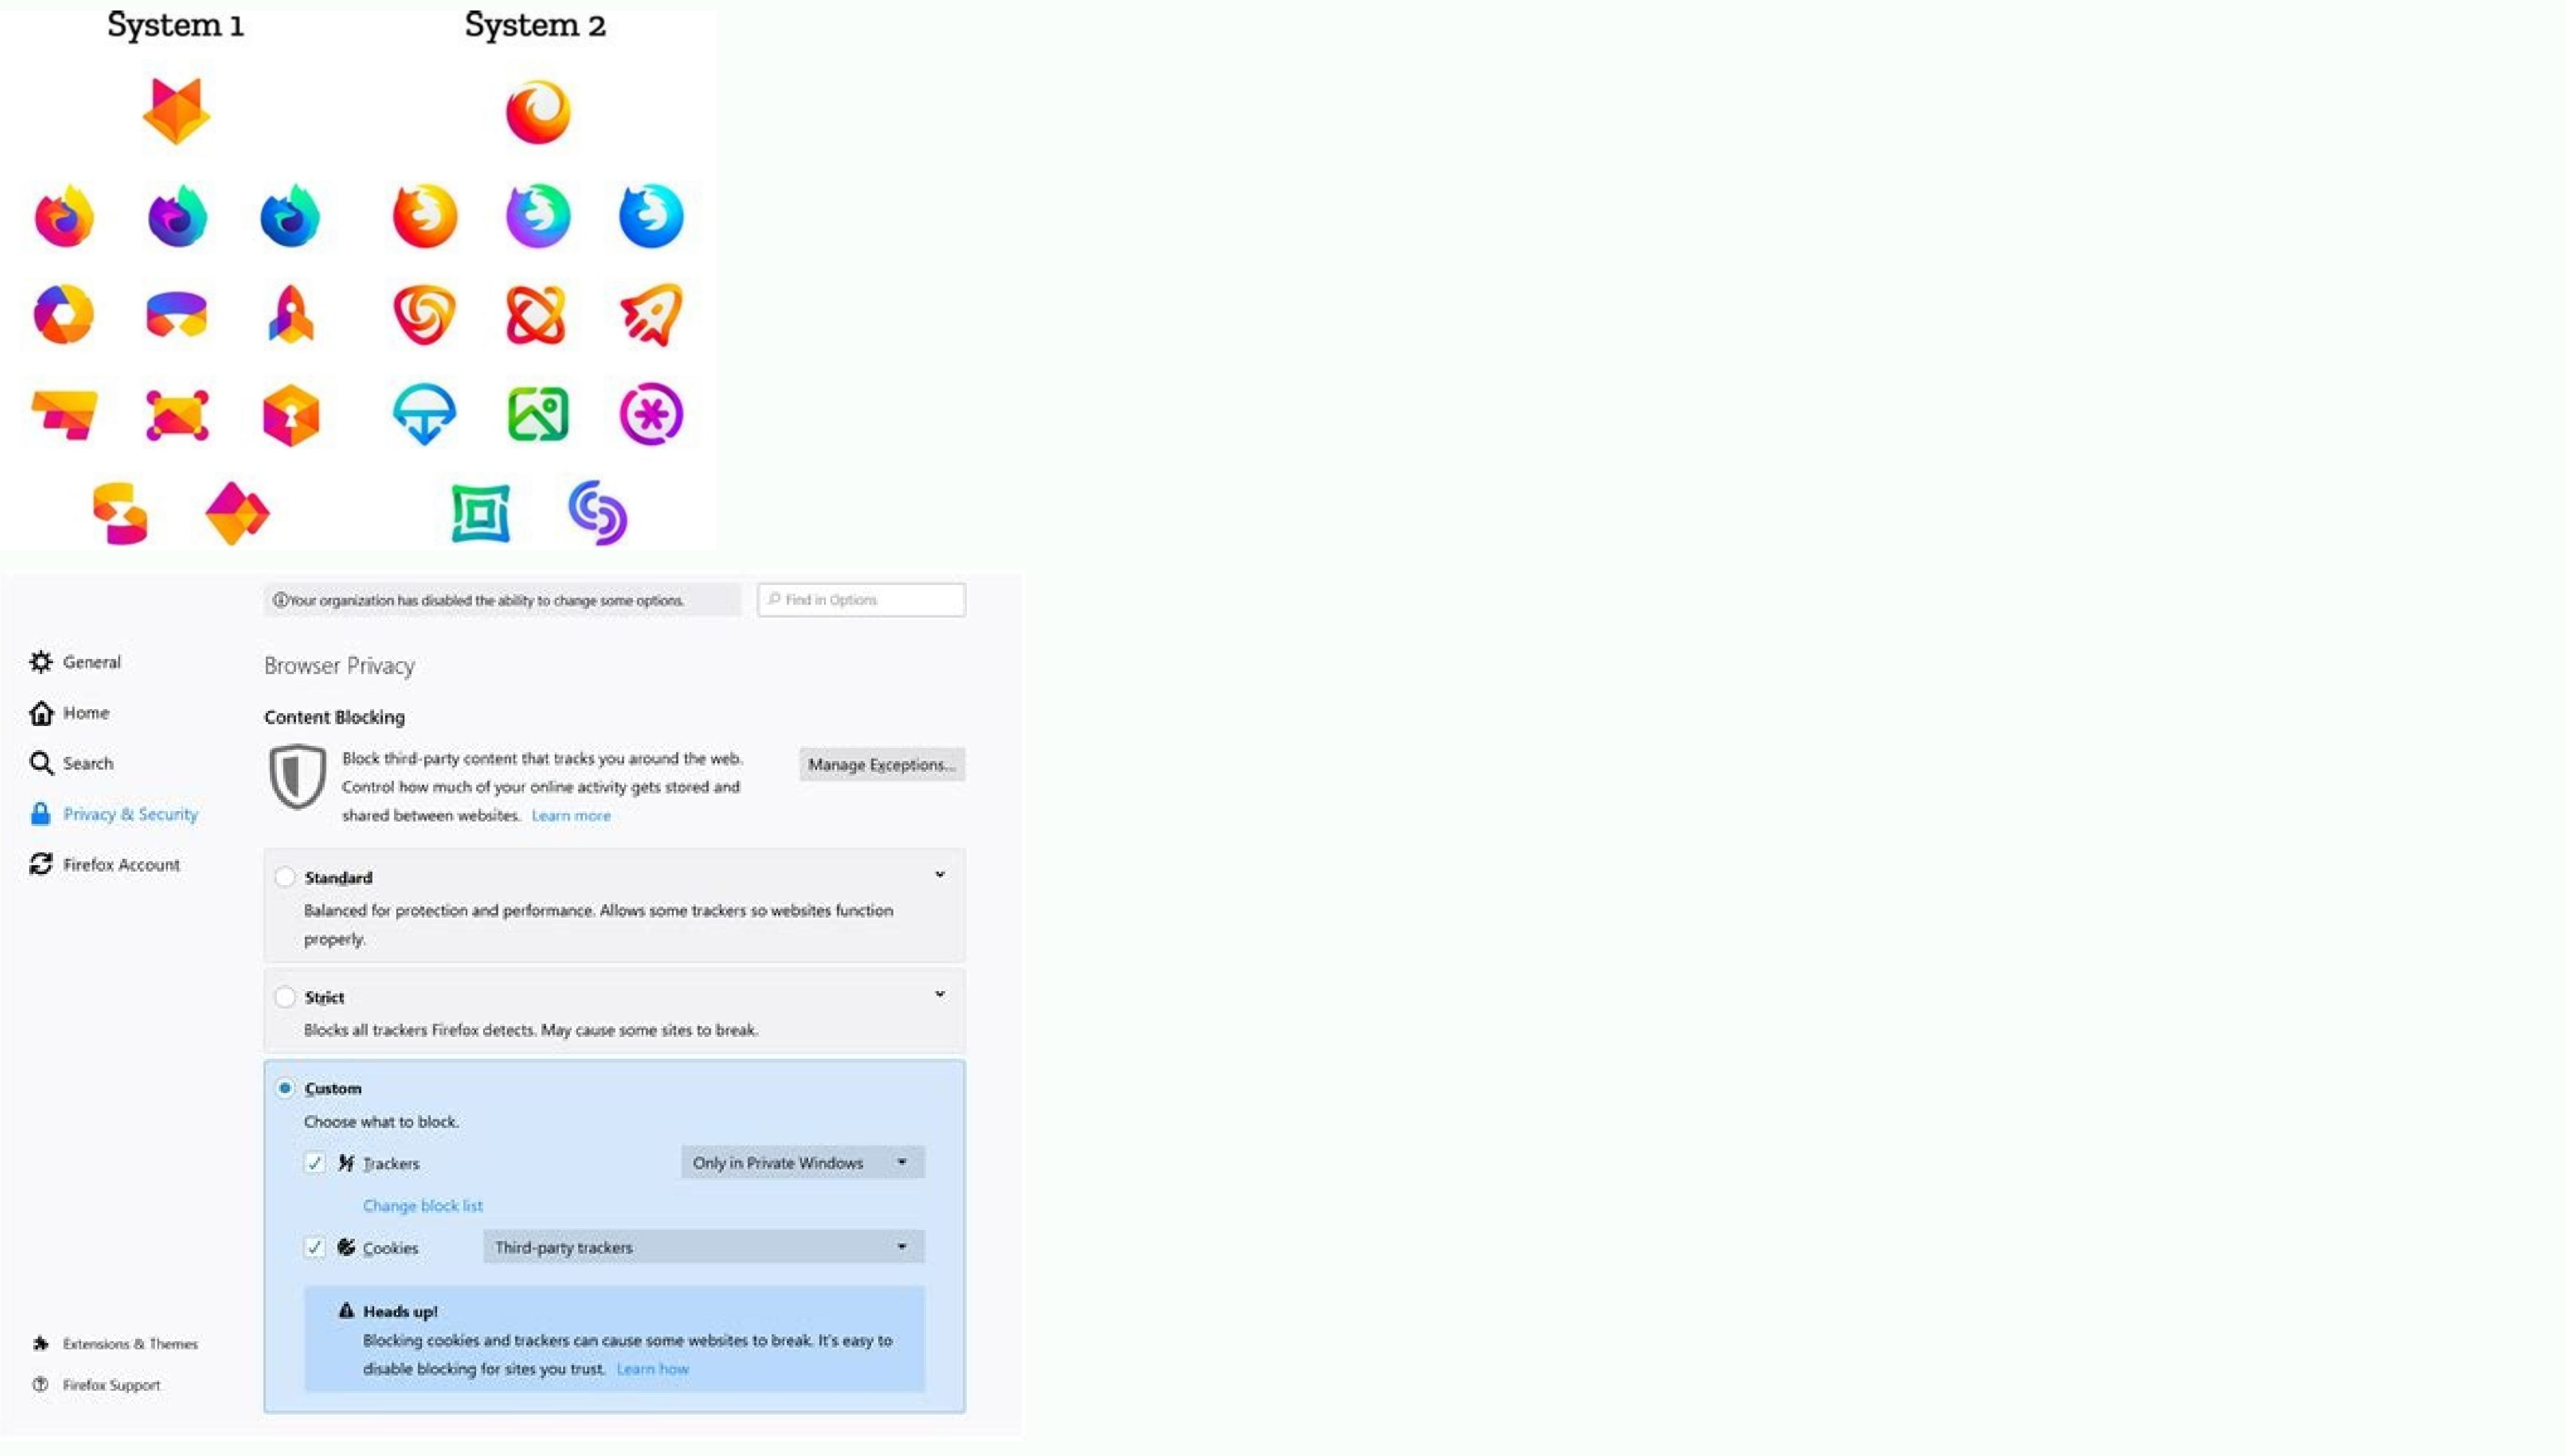 System 1
System 2
Your organization has disabled the ability to change some options.
Find in Options
General
Home
Search
Privacy & Security
Firefox Account
Extensions & Themes
Firefox Support
Browser Privacy
Content Blocking
Block third-party content that tracks you around the web.
Control how much of your online activity gets stored and
shared between websites. Learn more
Manage Exceptions...
Standard
Balanced for protection and performance. Allows some trackers so websites function
properly.
Strict
Blocks all trackers Firefox detects. May cause some sites to break.
Custom
Choose what to block.
Trackers
Only in Private Windows
Change block list
Cookies
Third-party trackers
Heads up!
Blocking cookies and trackers can cause some websites to break. It's easy to
disable blocking for sites you trust. Learn how